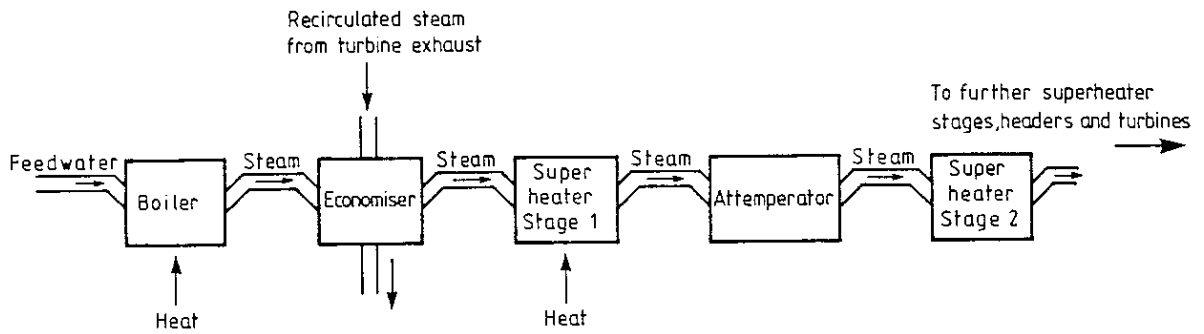 Recirculated steam
from turbine exhaust
To further superheater
stages,headers and turbines
Feedwater
Boiler
Steam
Economiser
Steam
Super
heater
Stage 1
Steam
Attemperator
Steam
Super
heater
Stage 2
Heat
Heat